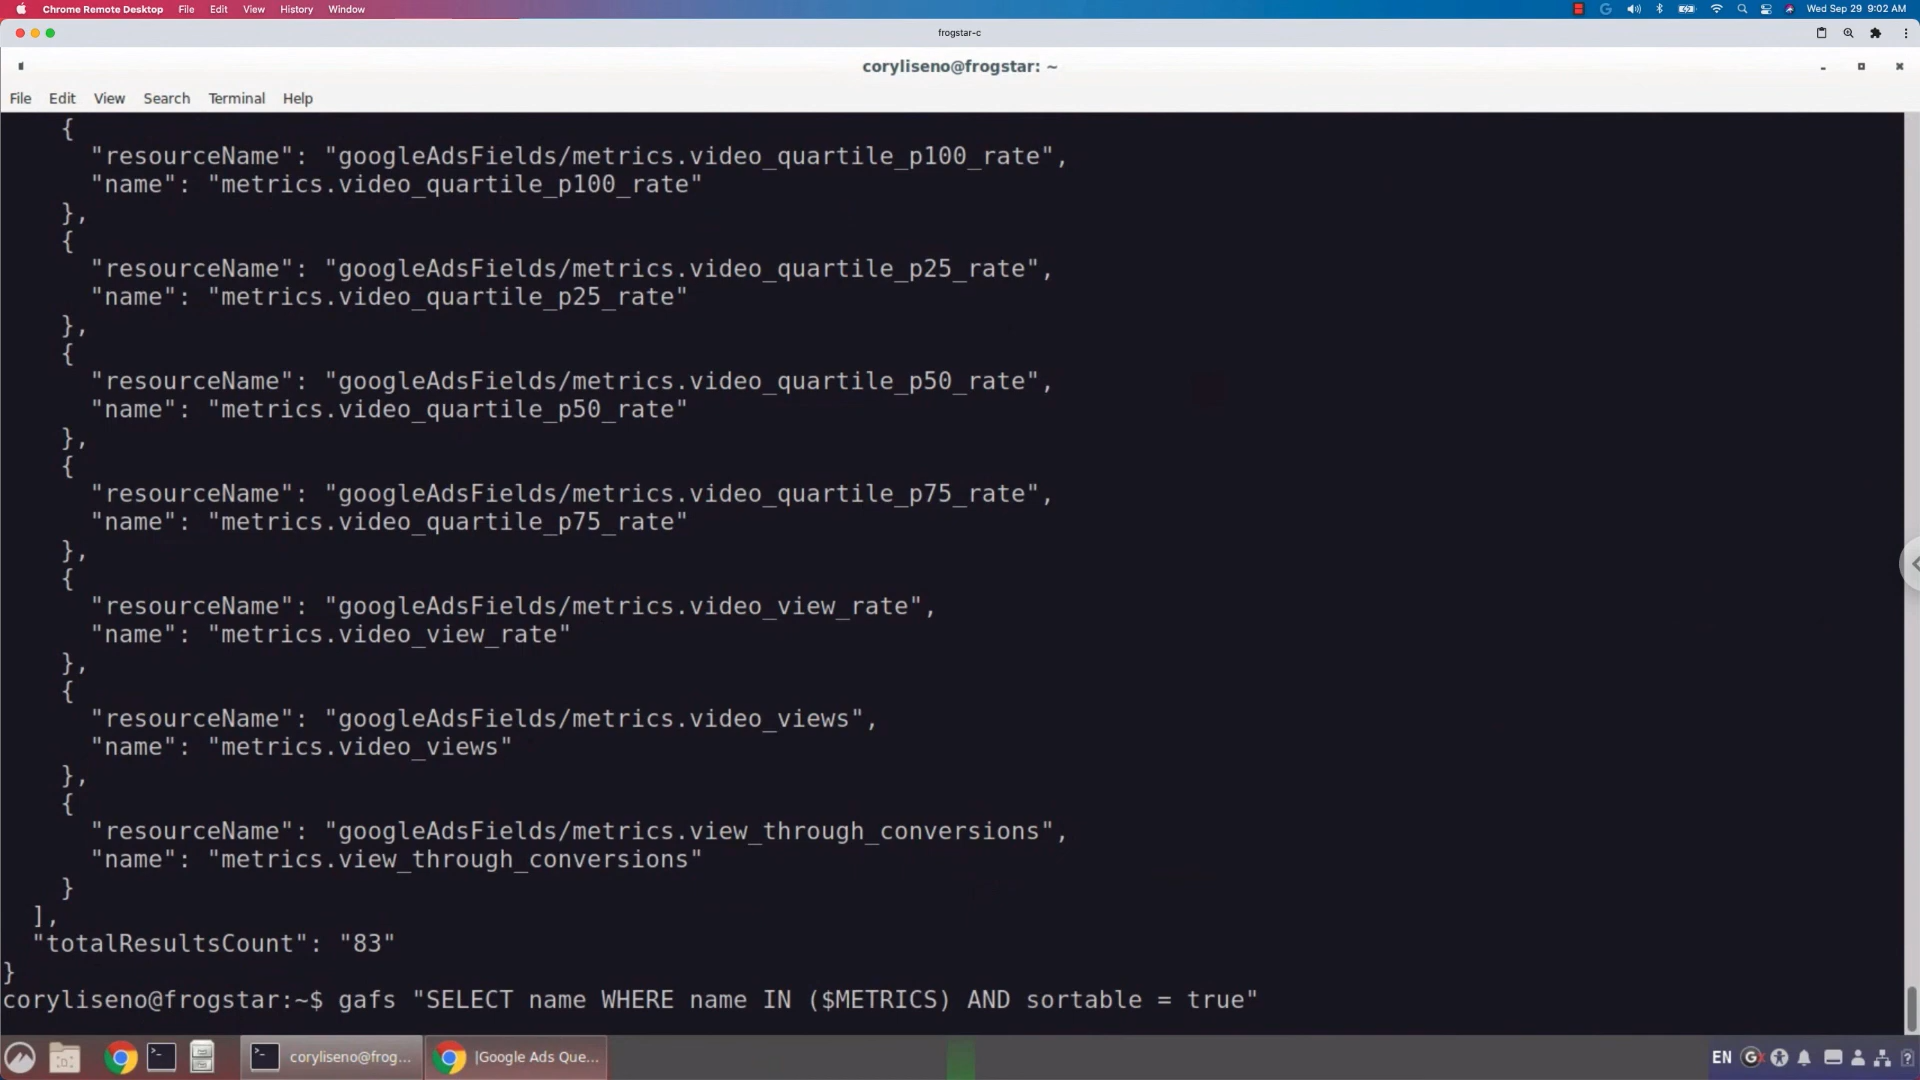 Chrome Remote Desktop File Edit View History Window Wed Sep 29 9:02 AM
frogstar-c
coryliseno@frogstar: ~
File Edit View Search Terminal Help
{
"resourceName": "googleAdsFields/metrics.video_quartile_p100_rate",
"name": "metrics.video_quartile_p100_rate"
},
{
"resourceName": "googleAdsFields/metrics.video_quartile_p25_rate",
"name": "metrics.video_quartile_p25_rate"
},
{
"resourceName": "googleAdsFields/metrics.video_quartile_p50_rate",
"name": "metrics.video_quartile_p50_rate"
},
{
"resourceName": "googleAdsFields/metrics.video_quartile_p75_rate",
"name": "metrics.video_quartile_p75_rate"
},
{
"resourceName": "googleAdsFields/metrics.video_view_rate",
"name": "metrics.video_view_rate"
},
{
"resourceName": "googleAdsFields/metrics.video_views",
"name": "metrics.video_views"
},
{
"resourceName": "googleAdsFields/metrics.view_through_conversions",
"name": "metrics.view_through_conversions"
}
],
"totalResultsCount": "83"
}
coryliseno@frogstar:~$ gafs "SELECT name WHERE name IN ($METRICS) AND sortable = true"
coryliseno@frog... |Google Ads Que... EN